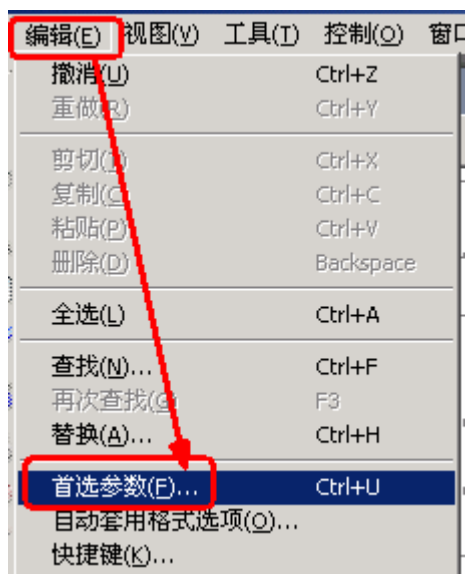 编辑(E) 视图(V) 工具(T) 控制(O) 窗口
撤消(U) Ctrl+Z
重做(R) Ctrl+Y
剪切(T) Ctrl+X
复制(C) Ctrl+C
粘贴(P) Ctrl+V
删除(D) Backspace
全选(L) Ctrl+A
查找(N)... Ctrl+F
再次查找(G) F3
替换(A)... Ctrl+H
首选参数(F)... Ctrl+U
自动套用格式选项(O)...
快捷键(K)...